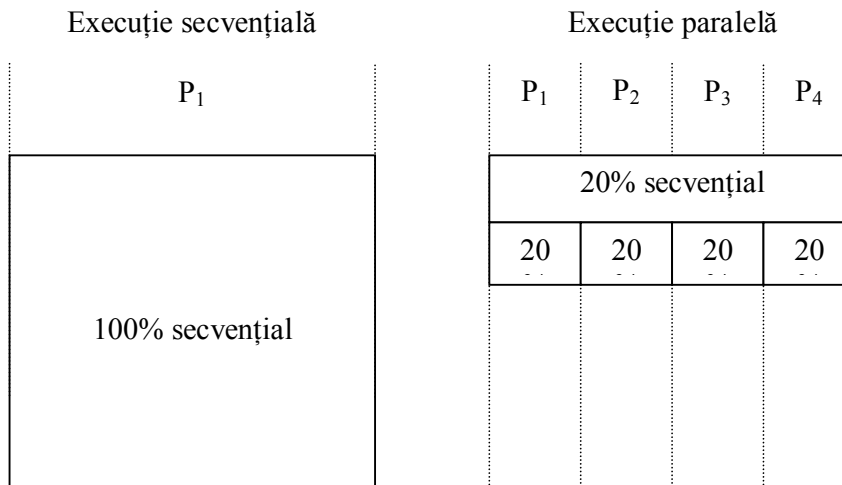 Execuție secvențială Execuție paralelă
P₁ P₁ P₂ P₃ P₄
20% secvențial
20 20 20 20
100% secvențial